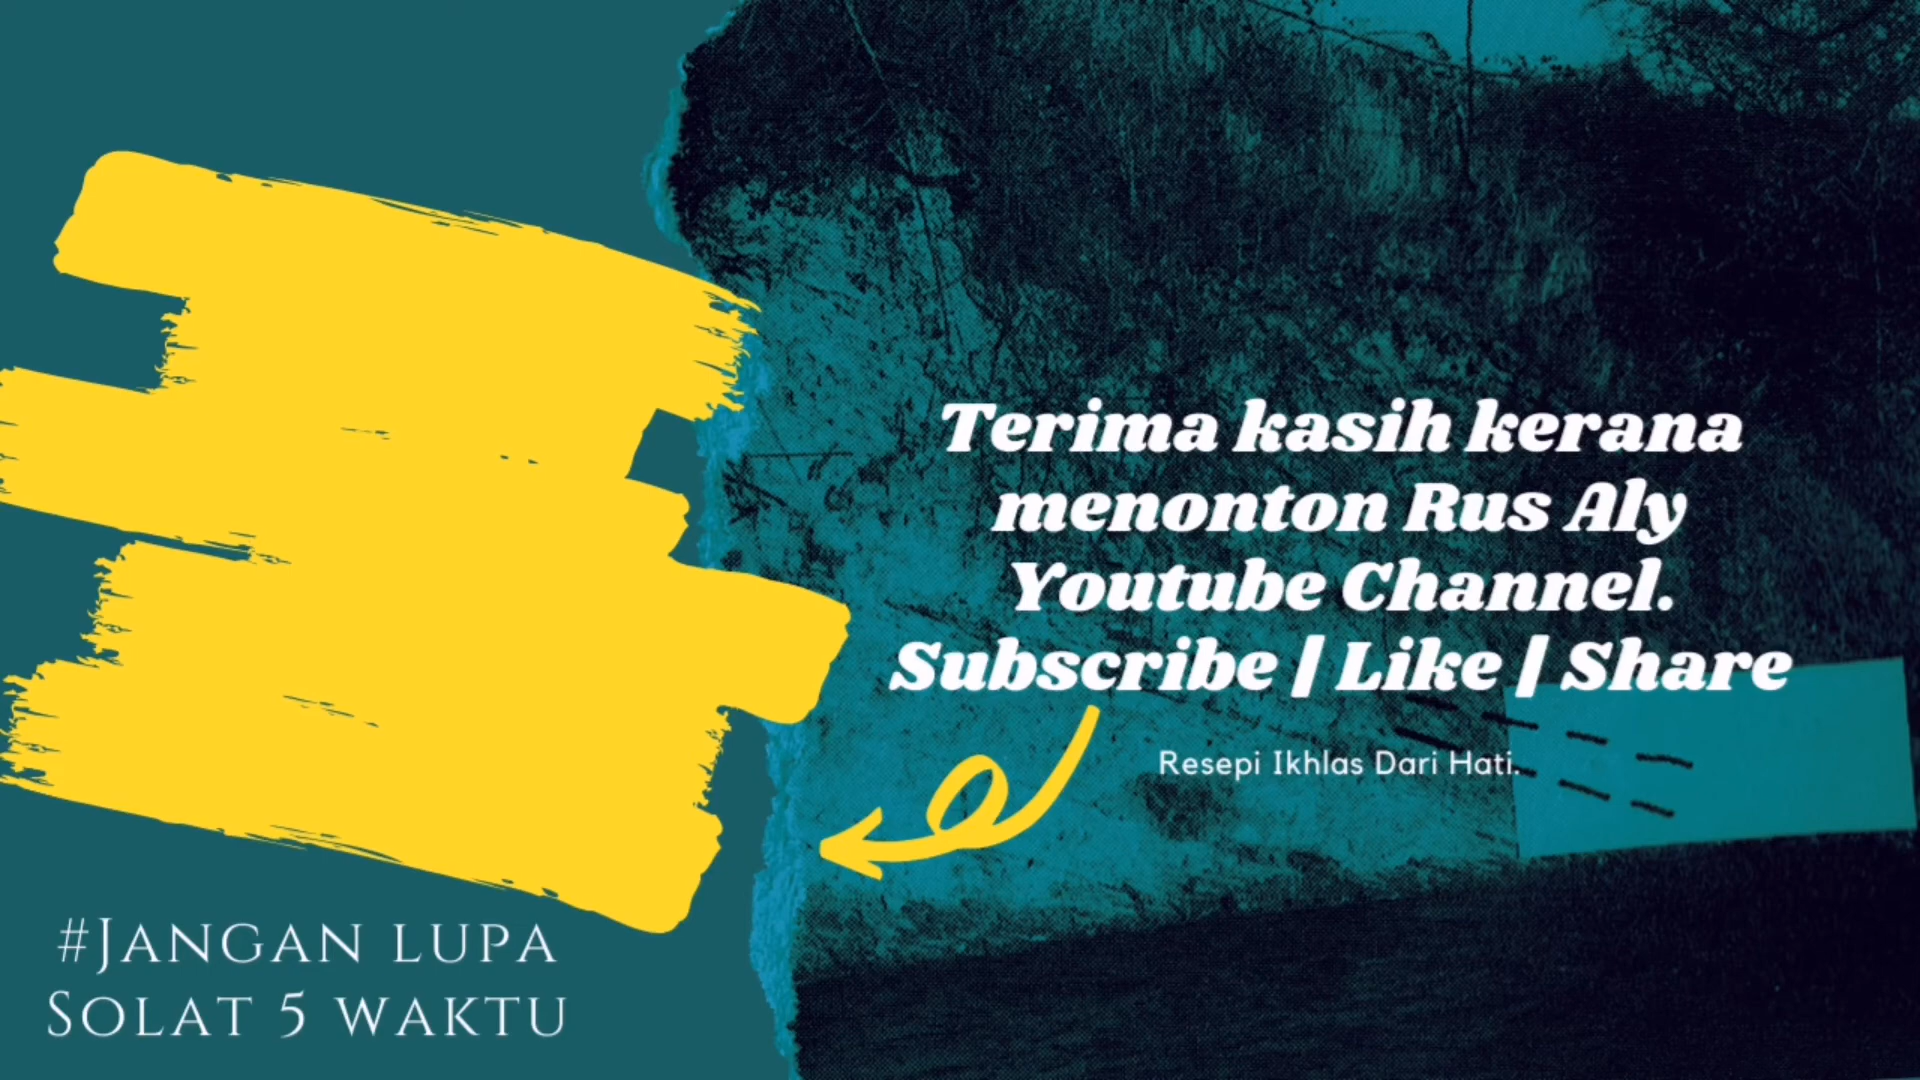 Terima kasih kerana
menonton Rus Aly
Youtube Channel.
Subscribe | Like | Share
Resepi Ikhlas Dari Hati.
#Jangan lupa
Solat 5 waktu